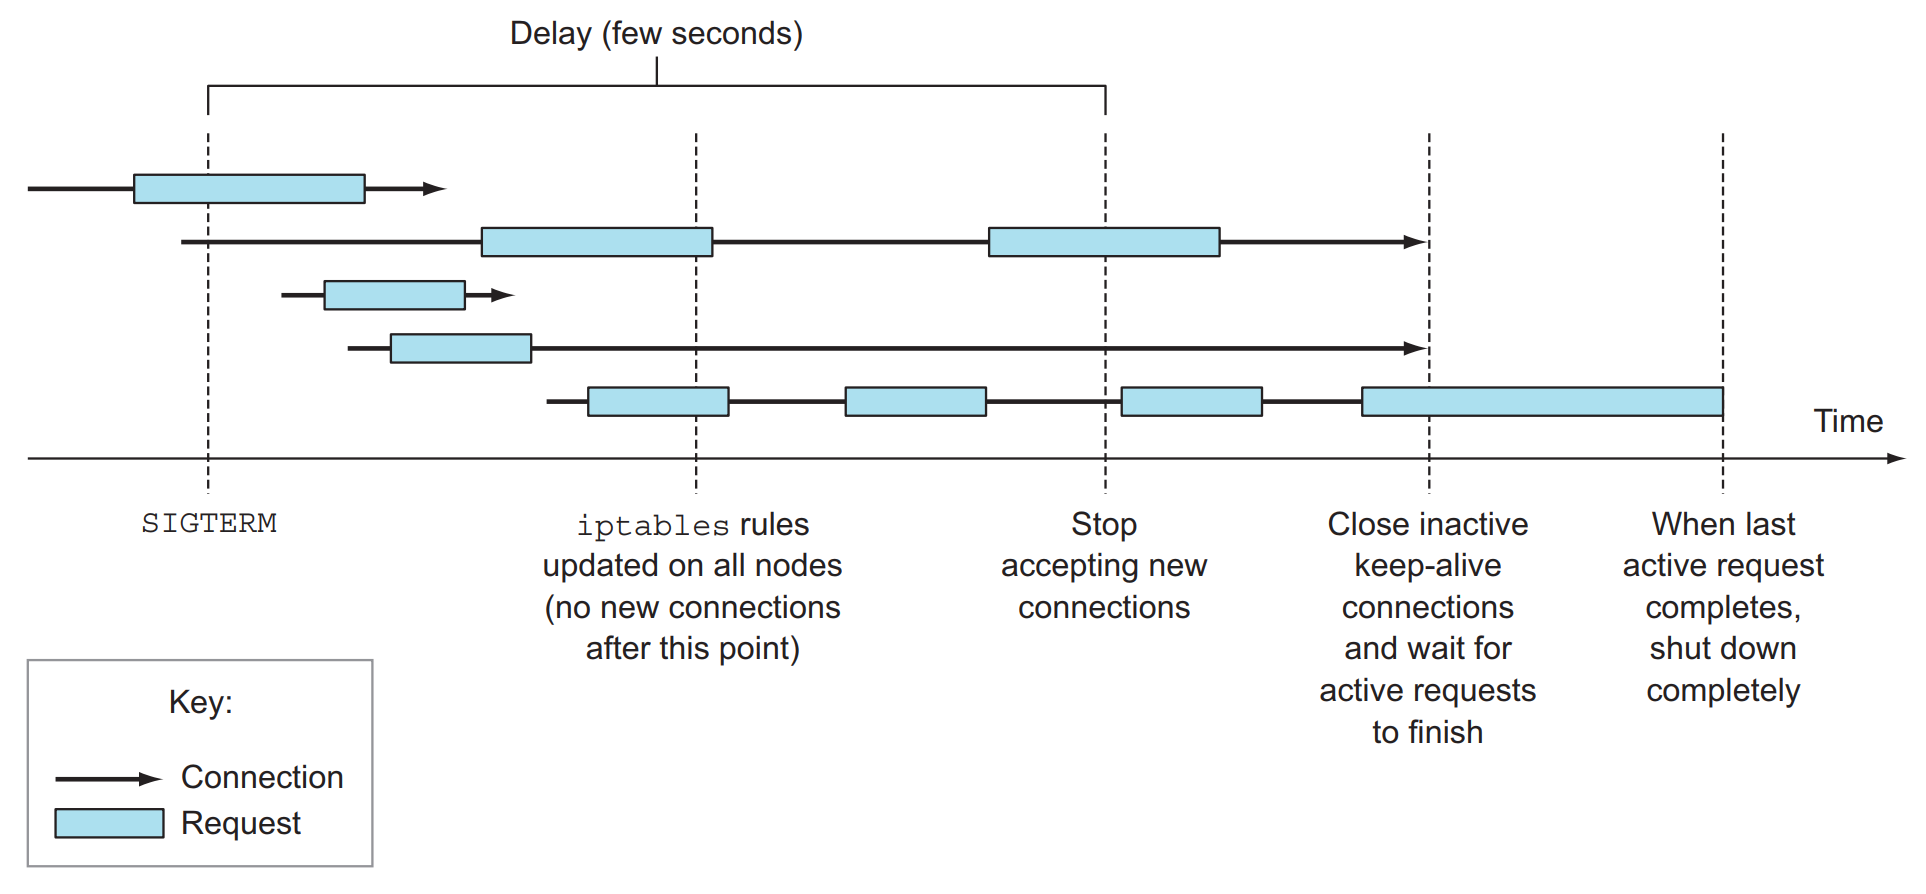 Delay (few seconds)
Time
SIGTERM
iptables rules
updated on all nodes
(no new connections
after this point)
Stop
accepting new
connections
Close inactive
keep-alive
connections
and wait for
active requests
to finish
When last
active request
completes,
shut down
completely
Key:
Connection
Request